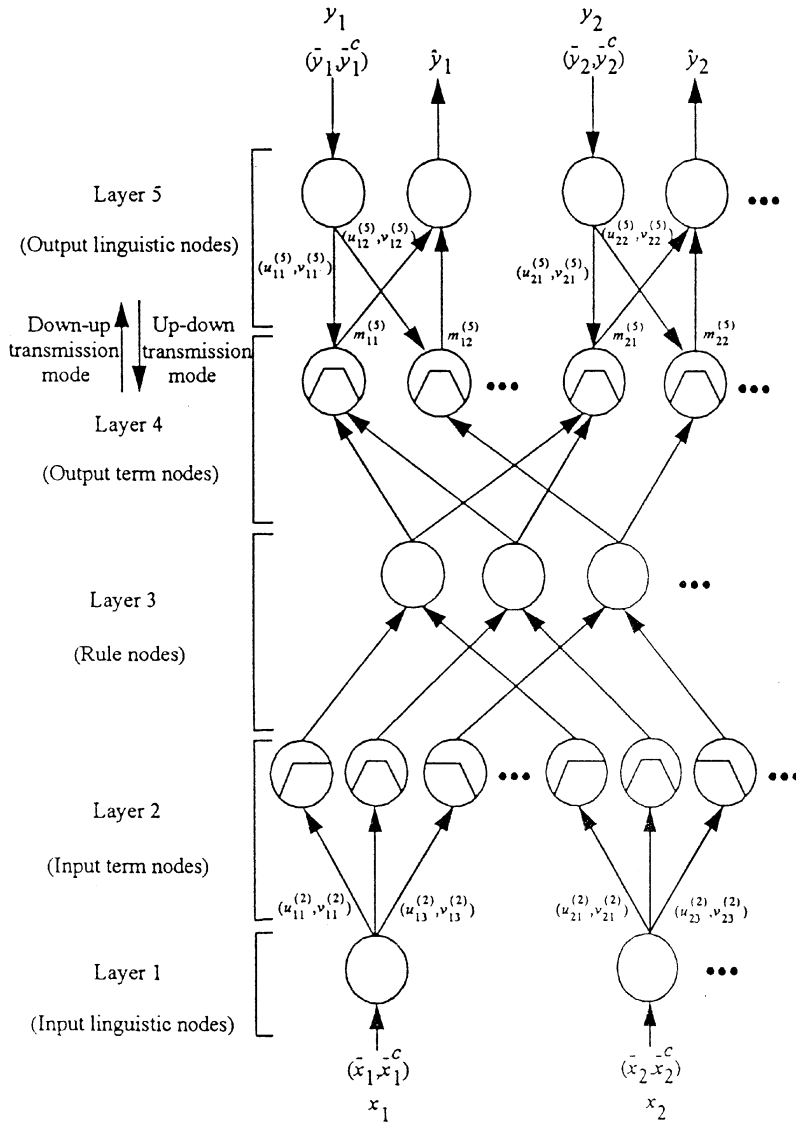 y₁ y₂
(ȳ₁,ȳ₁ᶜ) ŷ₁ (ȳ₂,ȳ₂ᶜ) ŷ₂
Layer 5
(Output linguistic nodes)
(u₁₂⁽⁵⁾,v₁₂⁽⁵⁾) (u₂₂⁽⁵⁾,v₂₂⁽⁵⁾)
(u₁₁⁽⁵⁾,v₁₁⁽⁵⁾) (u₂₁⁽⁵⁾,v₂₁⁽⁵⁾)
Down-up transmission mode
Up-down transmission mode
m₁₁⁽⁵⁾ m₁₂⁽⁵⁾ m₂₁⁽⁵⁾ m₂₂⁽⁵⁾
•••
Layer 4
(Output term nodes)
Layer 3
(Rule nodes)
Layer 2
(Input term nodes)
(u₁₁⁽²⁾,v₁₁⁽²⁾) (u₁₃⁽²⁾,v₁₃⁽²⁾) (u₂₁⁽²⁾,v₂₁⁽²⁾) (u₂₃⁽²⁾,v₂₃⁽²⁾)
Layer 1
(Input linguistic nodes)
(x̄₁,x̄₁ᶜ) (x̄₂,x̄₂ᶜ)
x₁ x₂